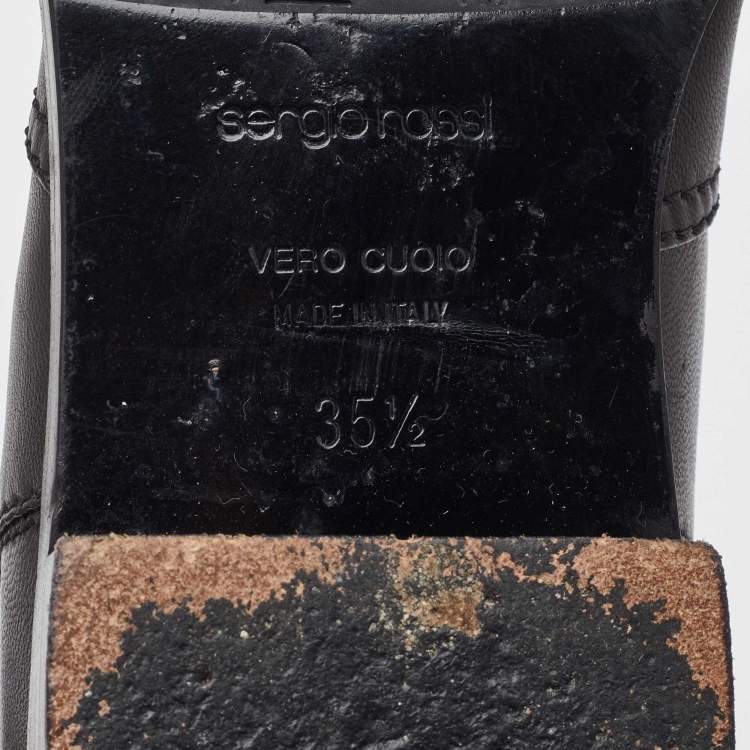 sergio rossi
VERO CUOIO
MADE IN ITALY
35½